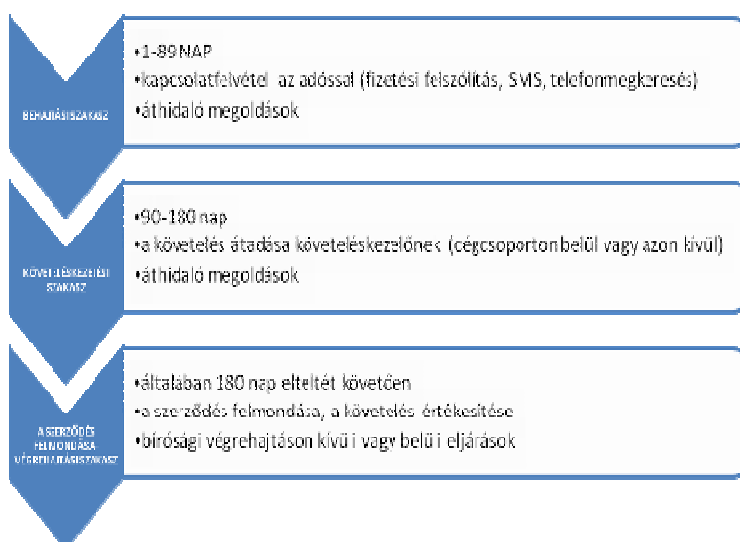 BEHAJTÁSI SZAKASZ
•1-89 NAP
•kapcsolatfelvétel az adóssal (fizetési felszólítás, SMS, telefonmegkeresés)
•áthidaló megoldások
KÖVETELÉSKEZELÉSI
SZAKASZ
•90-180 nap
•a követelés átadása követeléskezelőnek (cégcsoporton belül vagy azon kívül)
•áthidaló megoldások
A SZERZŐDÉS
FELMONDÁSA-
VÉGREHAJTÁSI SZAKASZ
•általában 180 nap elteltét követően
•a szerződés felmondása, a követelés értékesítése
•bírósági végrehajtáson kívüli vagy belüli eljárások